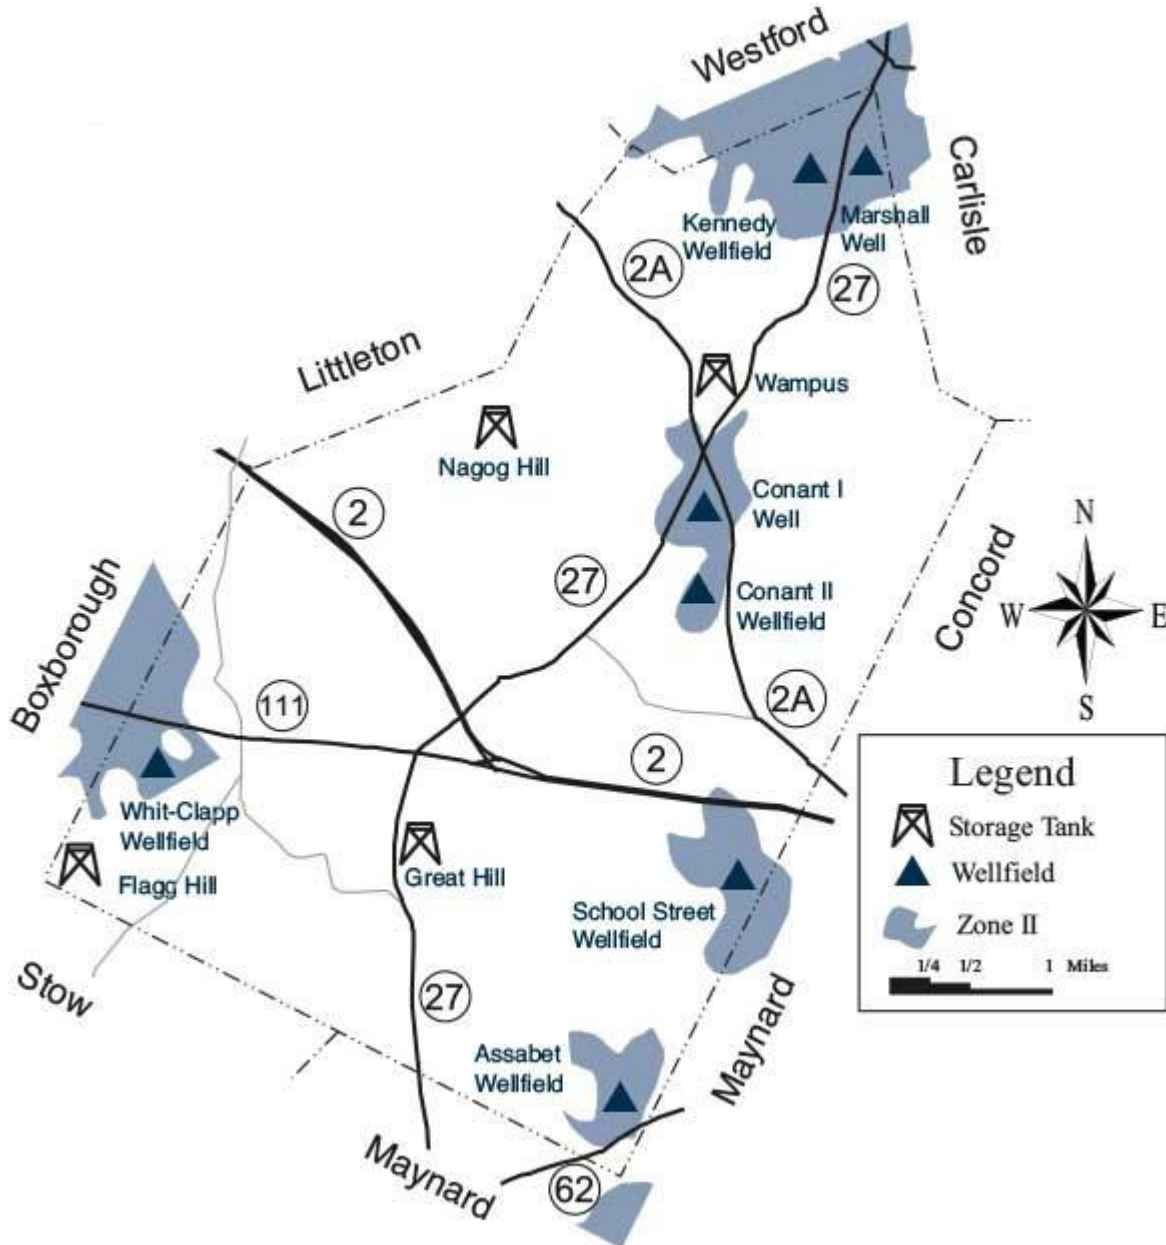 Westford
Carlisle
Kennedy
Wellfield
Marshall
Well
2A
27
Littleton
Wampus
Nagog Hill
2
Conant I
Well
27
Conant II
Wellfield
Concord
N
W
E
S
Boxborough
111
2A
2
Whit-Clapp
Wellfield
Flagg Hill
Great Hill
School Street
Wellfield
Stow
27
Assabet
Wellfield
Maynard
Maynard
62
Legend
Storage Tank
Wellfield
Zone II
1/4 1/2 1 Miles